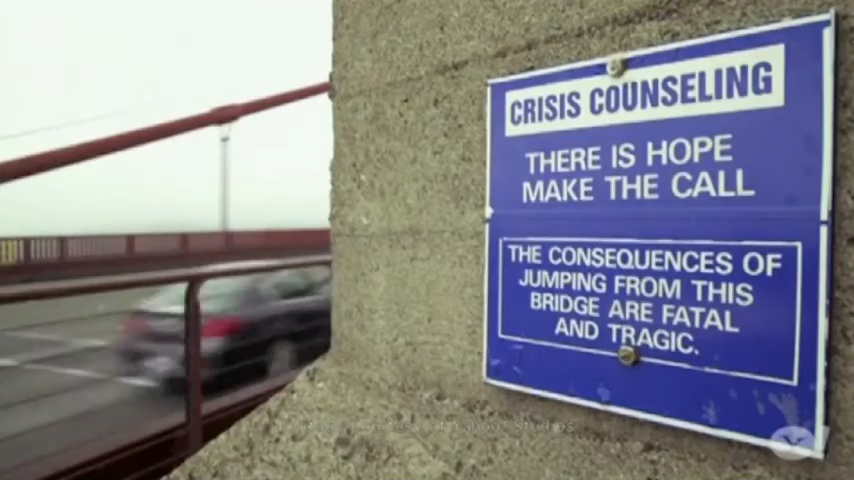 CRISIS COUNSELING
THERE IS HOPE
MAKE THE CALL
THE CONSEQUENCES OF
JUMPING FROM THIS
BRIDGE ARE FATAL
AND TRAGIC.
Studios